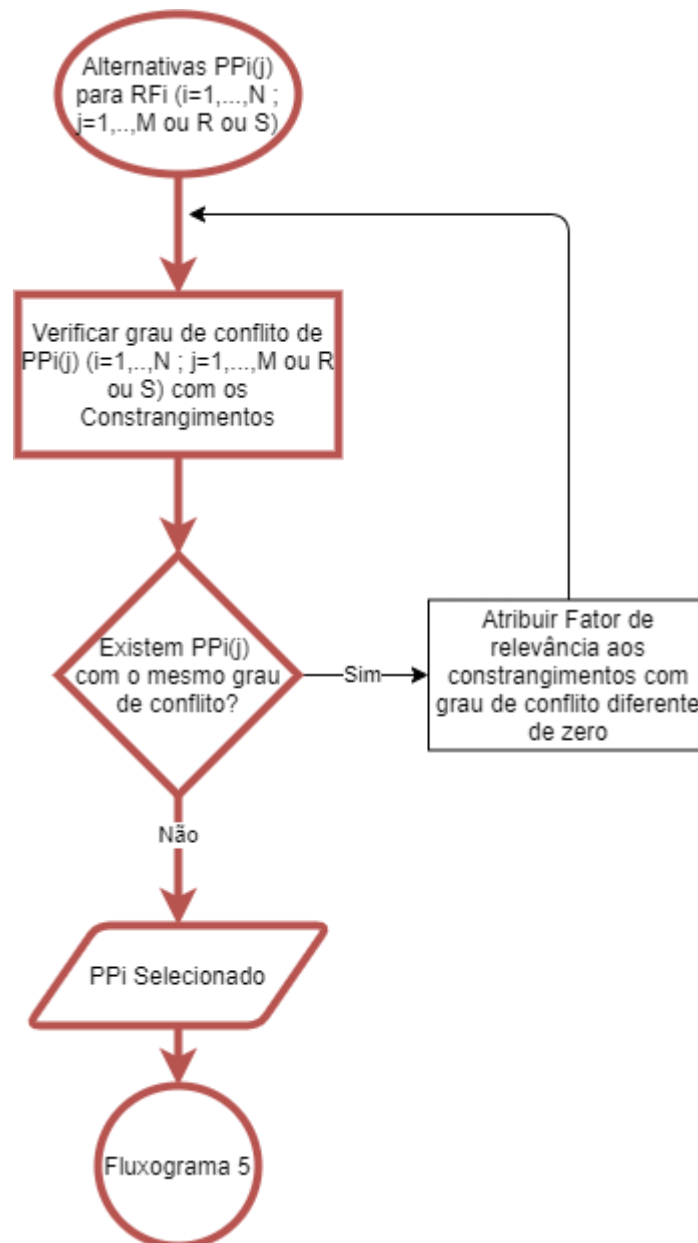 Alternativas PPi(j)
para RFi (i=1,...,N ;
j=1,..,M ou R ou S)
Verificar grau de conflito de
PPi(j) (i=1,..,N ; j=1,...,M ou R
ou S) com os
Constrangimentos
Existem PPi(j)
com o mesmo grau
de conflito?
Sim
Atribuir Fator de
relevância aos
constrangimentos com
grau de conflito diferente
de zero
Não
PPi Selecionado
Fluxograma 5